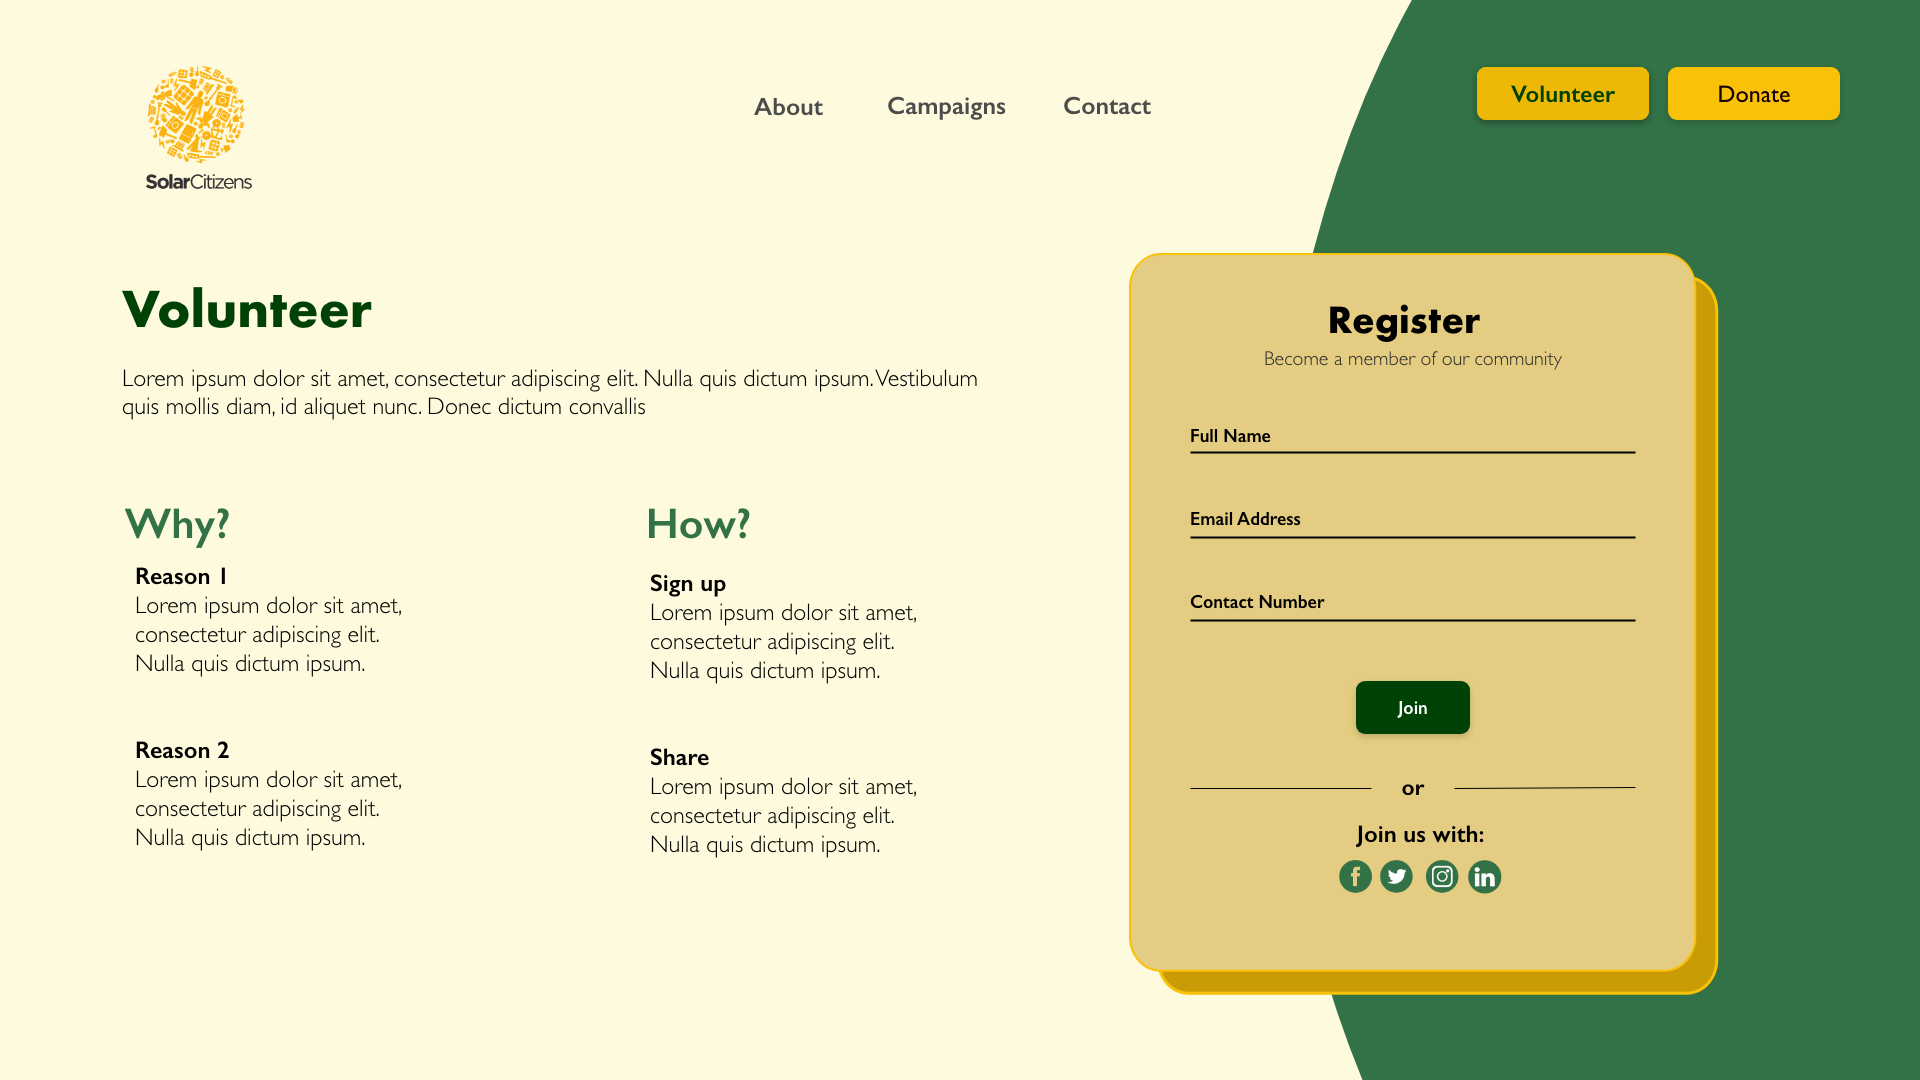 SolarCitizens
About
Campaigns
Contact
Volunteer
Donate
Volunteer
Lorem ipsum dolor sit amet, consectetur adipiscing elit. Nulla quis dictum ipsum. Vestibulum
quis mollis diam, id aliquet nunc. Donec dictum convallis
Why?
Reason 1
Lorem ipsum dolor sit amet,
consectetur adipiscing elit.
Nulla quis dictum ipsum.
Reason 2
Lorem ipsum dolor sit amet,
consectetur adipiscing elit.
Nulla quis dictum ipsum.
How?
Sign up
Lorem ipsum dolor sit amet,
consectetur adipiscing elit.
Nulla quis dictum ipsum.
Share
Lorem ipsum dolor sit amet,
consectetur adipiscing elit.
Nulla quis dictum ipsum.
Register
Become a member of our community
Full Name
Email Address
Contact Number
Join
or
Join us with: